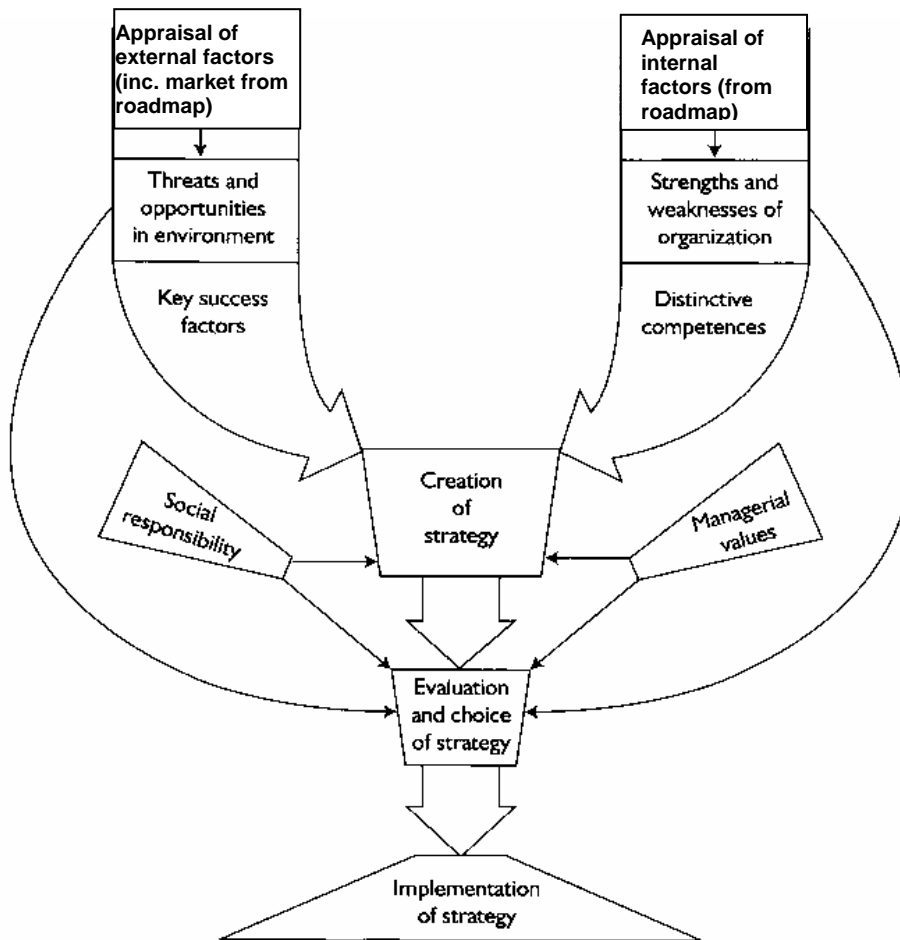 Appraisal of
external factors
(inc. market from
roadmap)
Appraisal of
internal
factors (from
roadmap)
Threats and
opportunities
in environment
Strengths and
weaknesses of
organization
Key success
factors
Distinctive
competences
Creation
of
strategy
Social
responsibility
Managerial
values
Evaluation
and choice
of strategy
Implementation
of strategy